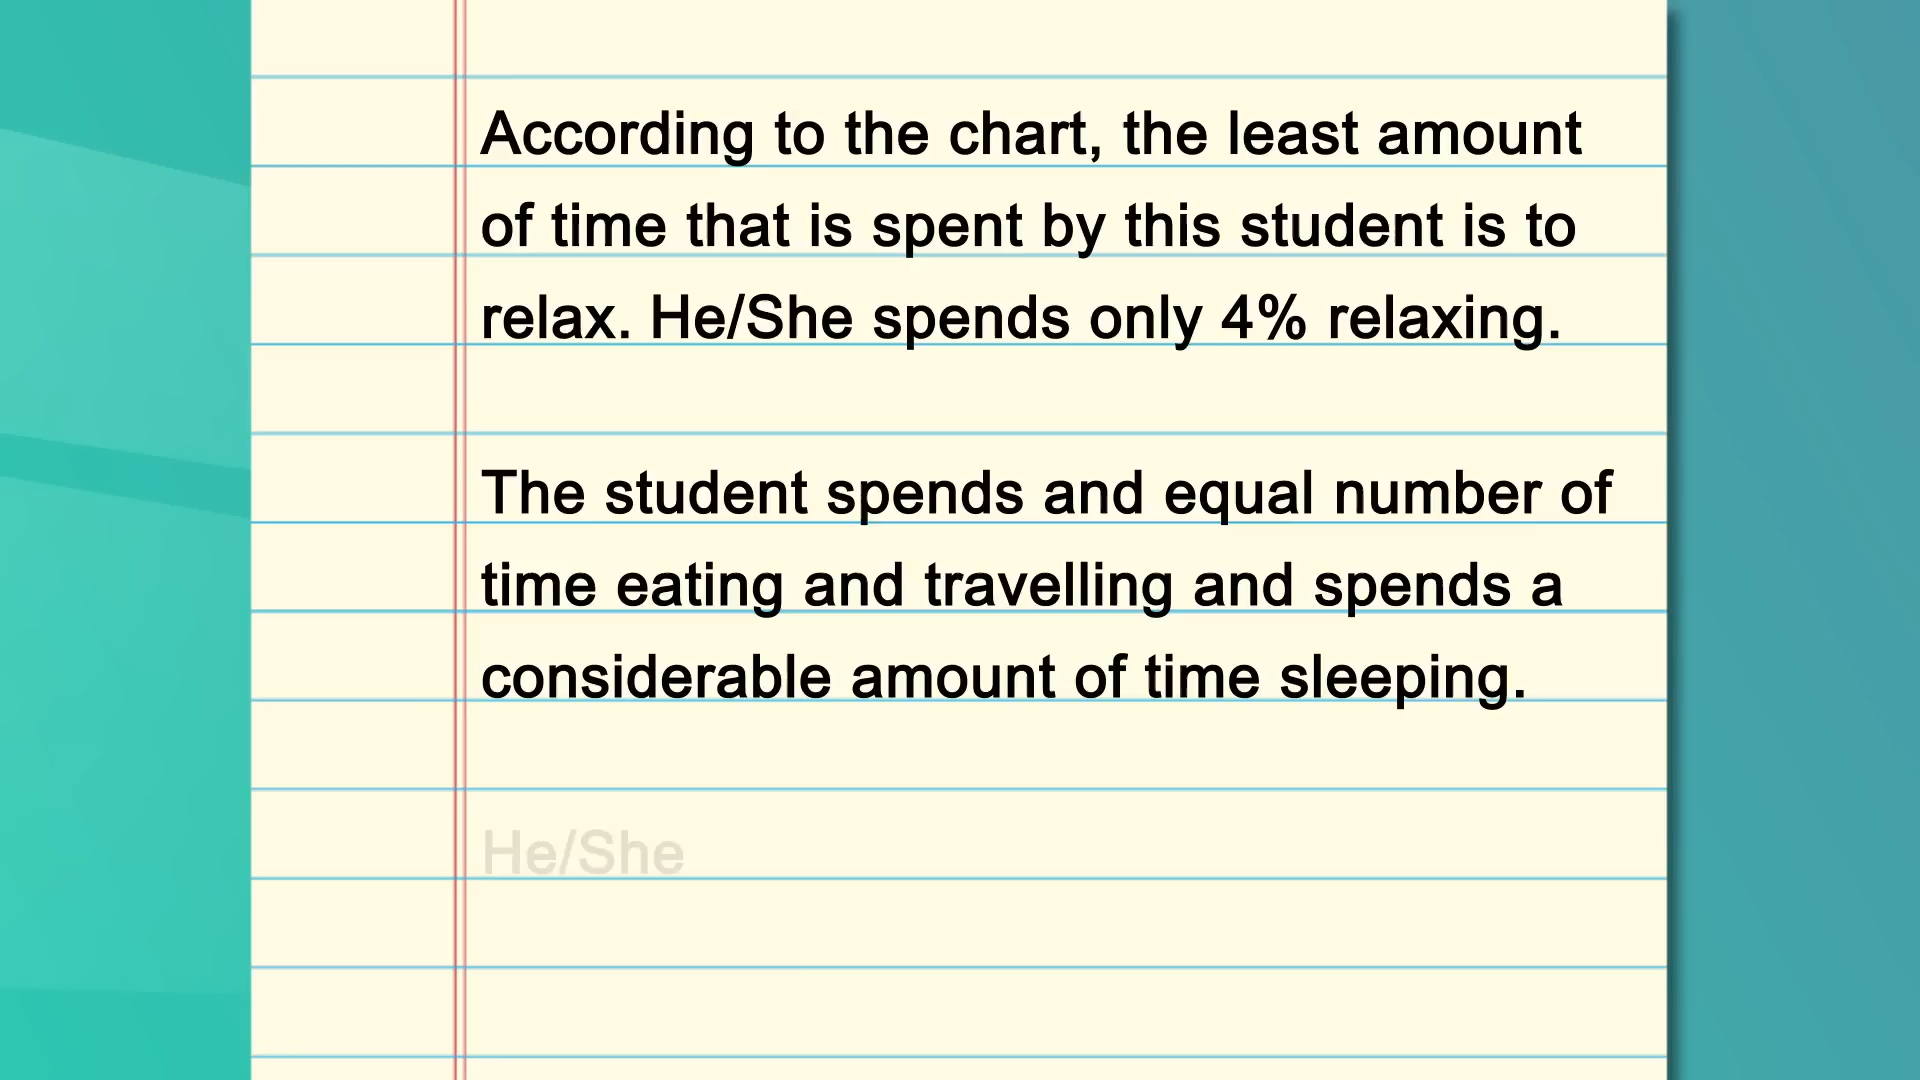 According to the chart, the least amount
of time that is spent by this student is to
relax. He/She spends only 4% relaxing.
The student spends and equal number of
time eating and travelling and spends a
considerable amount of time sleeping.
He/She